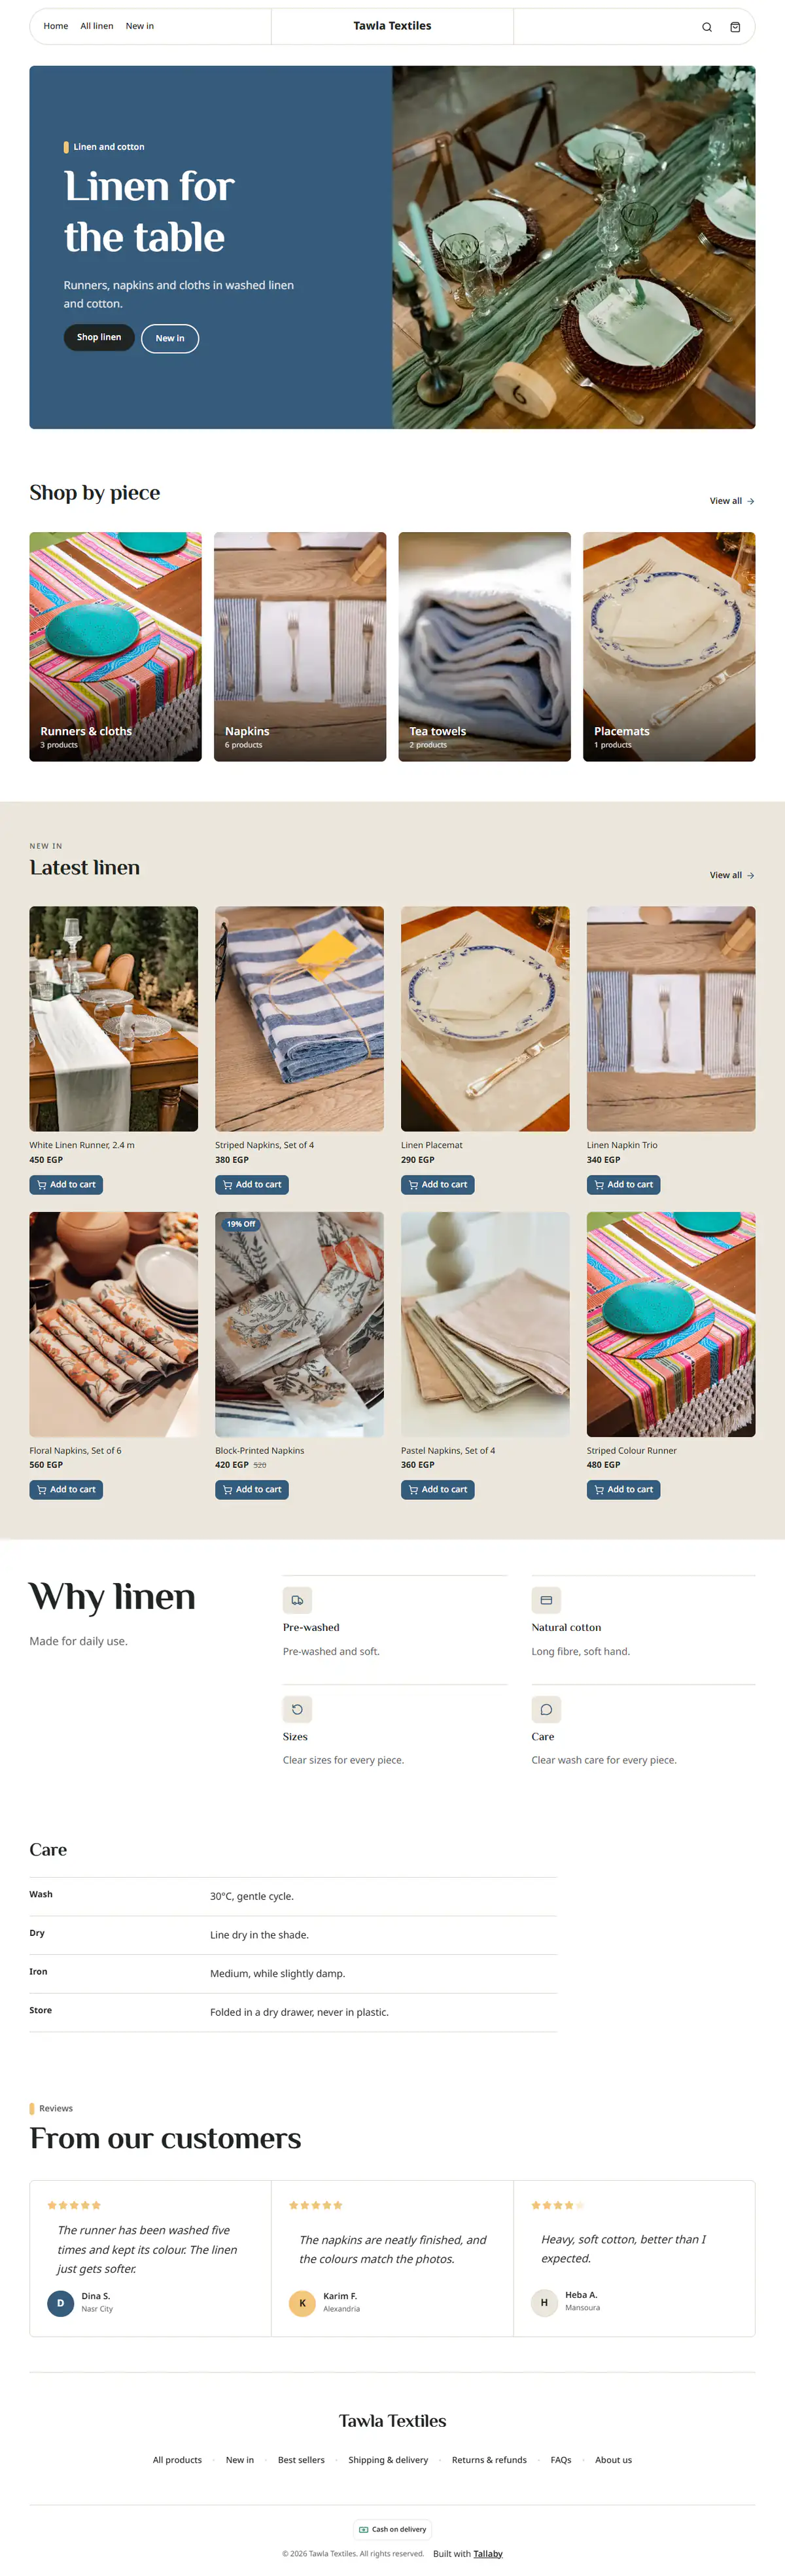 Home All linen New in
Tawla Textiles
Linen and cotton
Linen for
the table
Runners, napkins and cloths in washed linen
and cotton.
Shop linen New in
6
Shop by piece
View all
Runners & cloths
3 products
Napkins
6 products
Tea towels
2 products
Placemats
1 products
NEW IN
Latest linen
View all
White Linen Runner, 2.4 m
450 EGP
Add to cart
Striped Napkins, Set of 4
380 EGP
Add to cart
Linen Placemat
290 EGP
Add to cart
Linen Napkin Trio
340 EGP
Add to cart
Floral Napkins, Set of 6
560 EGP
Add to cart
19% Off
Block-Printed Napkins
420 EGP 520
Add to cart
Pastel Napkins, Set of 4
360 EGP
Add to cart
Striped Colour Runner
480 EGP
Add to cart
Why linen
Made for daily use.
Pre-washed
Pre-washed and soft.
Natural cotton
Long fibre, soft hand.
Sizes
Clear sizes for every piece.
Care
Clear wash care for every piece.
Care
Wash 30°C, gentle cycle.
Dry Line dry in the shade.
Iron Medium, while slightly damp.
Store Folded in a dry drawer, never in plastic.
Reviews
From our customers
The runner has been washed five
times and kept its colour. The linen
just gets softer.
D Dina S.
Nasr City
The napkins are neatly finished, and
the colours match the photos.
K Karim F.
Alexandria
Heavy, soft cotton, better than I
expected.
H Heba A.
Mansoura
Tawla Textiles
All products · New in · Best sellers · Shipping & delivery · Returns & refunds · FAQs · About us
Cash on delivery
© 2026 Tawla Textiles. All rights reserved. Built with Tallaby